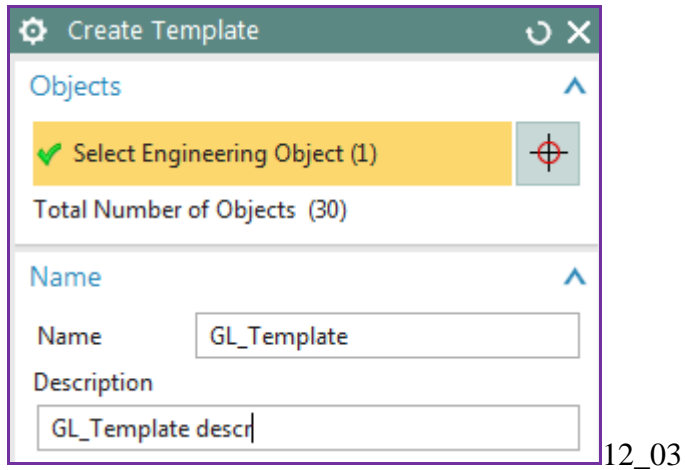 Create Template
Objects
Select Engineering Object (1)
Total Number of Objects (30)
Name
Name GL_Template
Description
GL_Template descr
12_03